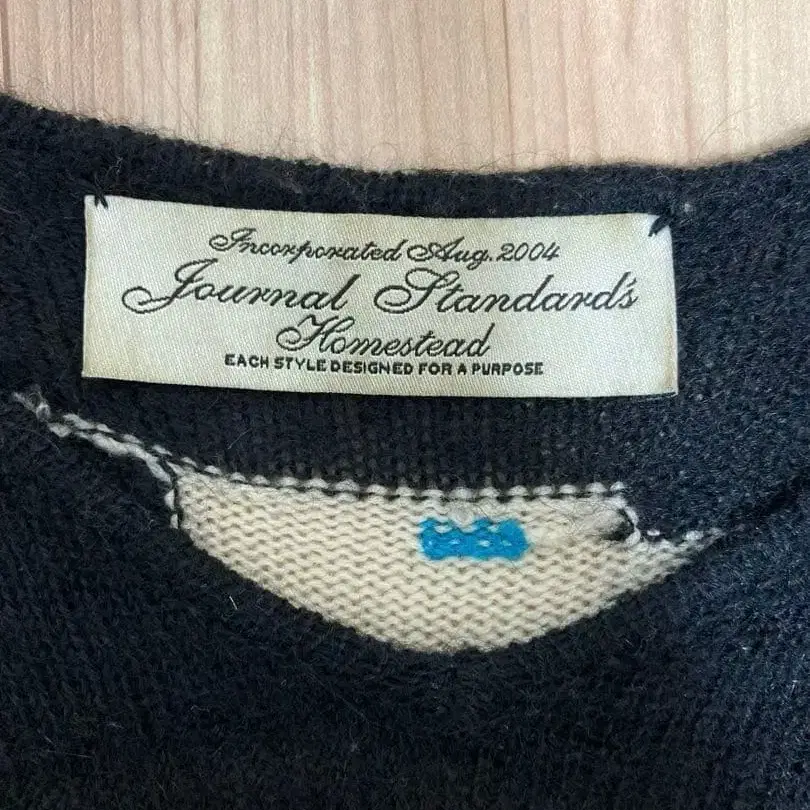 Incorporated Aug. 2004
Journal Standard's
Homestead
EACH STYLE DESIGNED FOR A PURPOSE